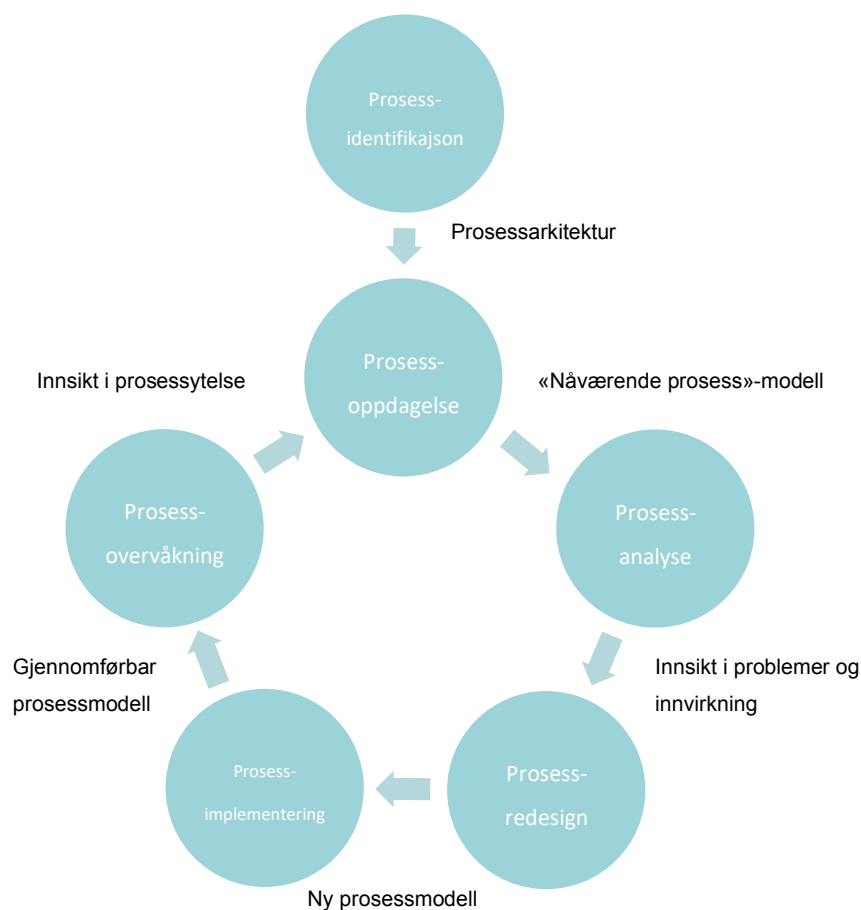 Prosess-
identifikajson
Prosessarkitektur
Prosess-
oppdagelse
Innsikt i prosessytelse
«Nåværende prosess»-modell
Prosess-
overvåkning
Prosess-
analyse
Gjennomførbar
prosessmodell
Innsikt i problemer og
innvirkning
Prosess-
implementering
Prosess-
redesign
Ny prosessmodell